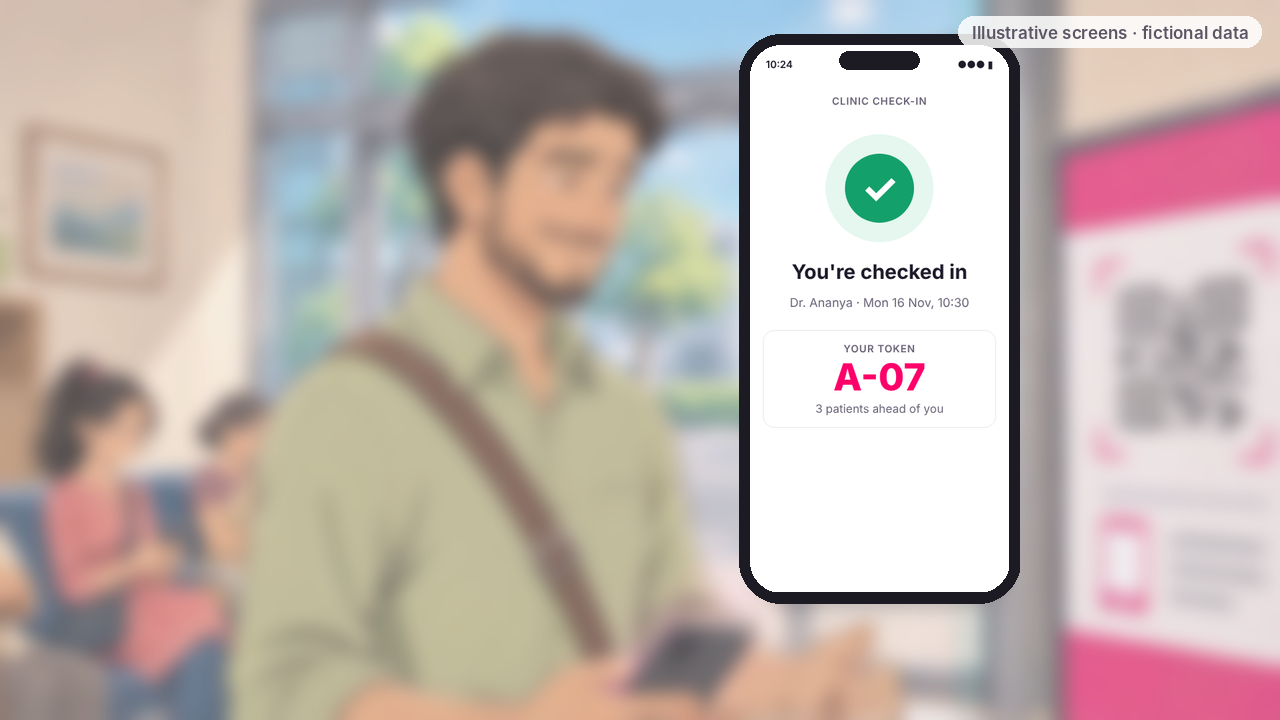 Illustrative screens · fictional data
10:24
CLINIC CHECK-IN
You're checked in
Dr. Ananya · Mon 16 Nov, 10:30
YOUR TOKEN
A-07
3 patients ahead of you